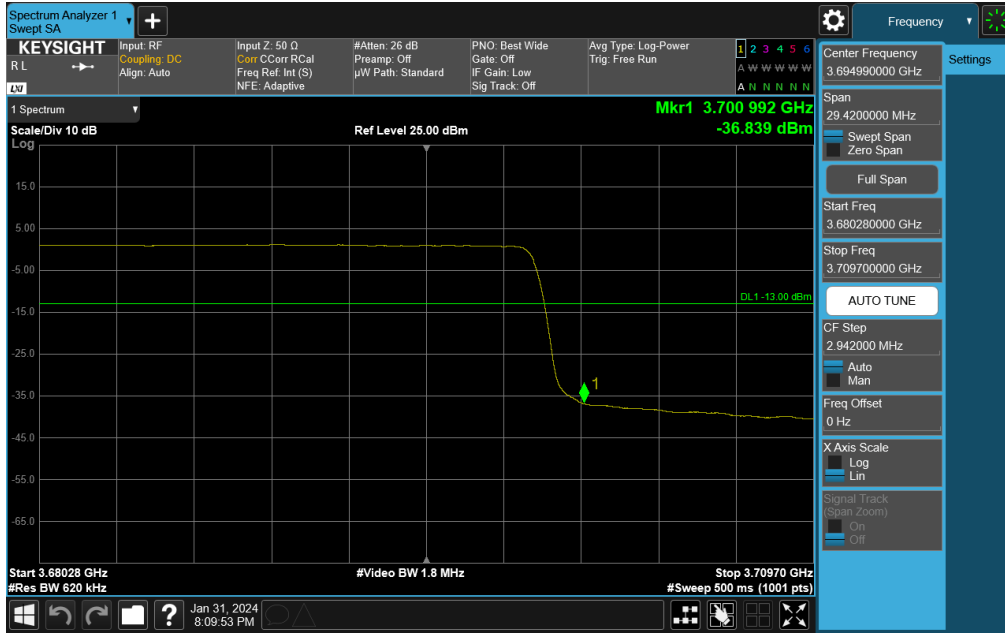 Spectrum Analyzer 1
Swept SA
Frequency
KEYSIGHT
R L
LXI
Input: RF
Coupling: DC
Align: Auto
Input Z: 50 Ω
Corr CCorr RCal
Freq Ref: Int (S)
NFE: Adaptive
#Atten: 26 dB
Preamp: Off
µW Path: Standard
PNO: Best Wide
Gate: Off
IF Gain: Low
Sig Track: Off
Avg Type: Log-Power
Trig: Free Run
1 2 3 4 5 6
A W W W W W
A N N N N N
1 Spectrum
Scale/Div 10 dB
Log
Ref Level 25.00 dBm
Mkr1 3.700 992 GHz
-36.839 dBm
15.0
5.00
-5.00
-15.0
-25.0
-35.0
-45.0
-55.0
-65.0
DL1 -13.00 dBm
1
Start 3.68028 GHz
#Res BW 620 kHz
#Video BW 1.8 MHz
Stop 3.70970 GHz
#Sweep 500 ms (1001 pts)
Center Frequency
3.694990000 GHz
Span
29.4200000 MHz
Swept Span
Zero Span
Full Span
Start Freq
3.680280000 GHz
Stop Freq
3.709700000 GHz
AUTO TUNE
CF Step
2.942000 MHz
Auto
Man
Freq Offset
0 Hz
X Axis Scale
Log
Lin
Signal Track
(Span Zoom)
On
Off
Settings
?
Jan 31, 2024
8:09:53 PM